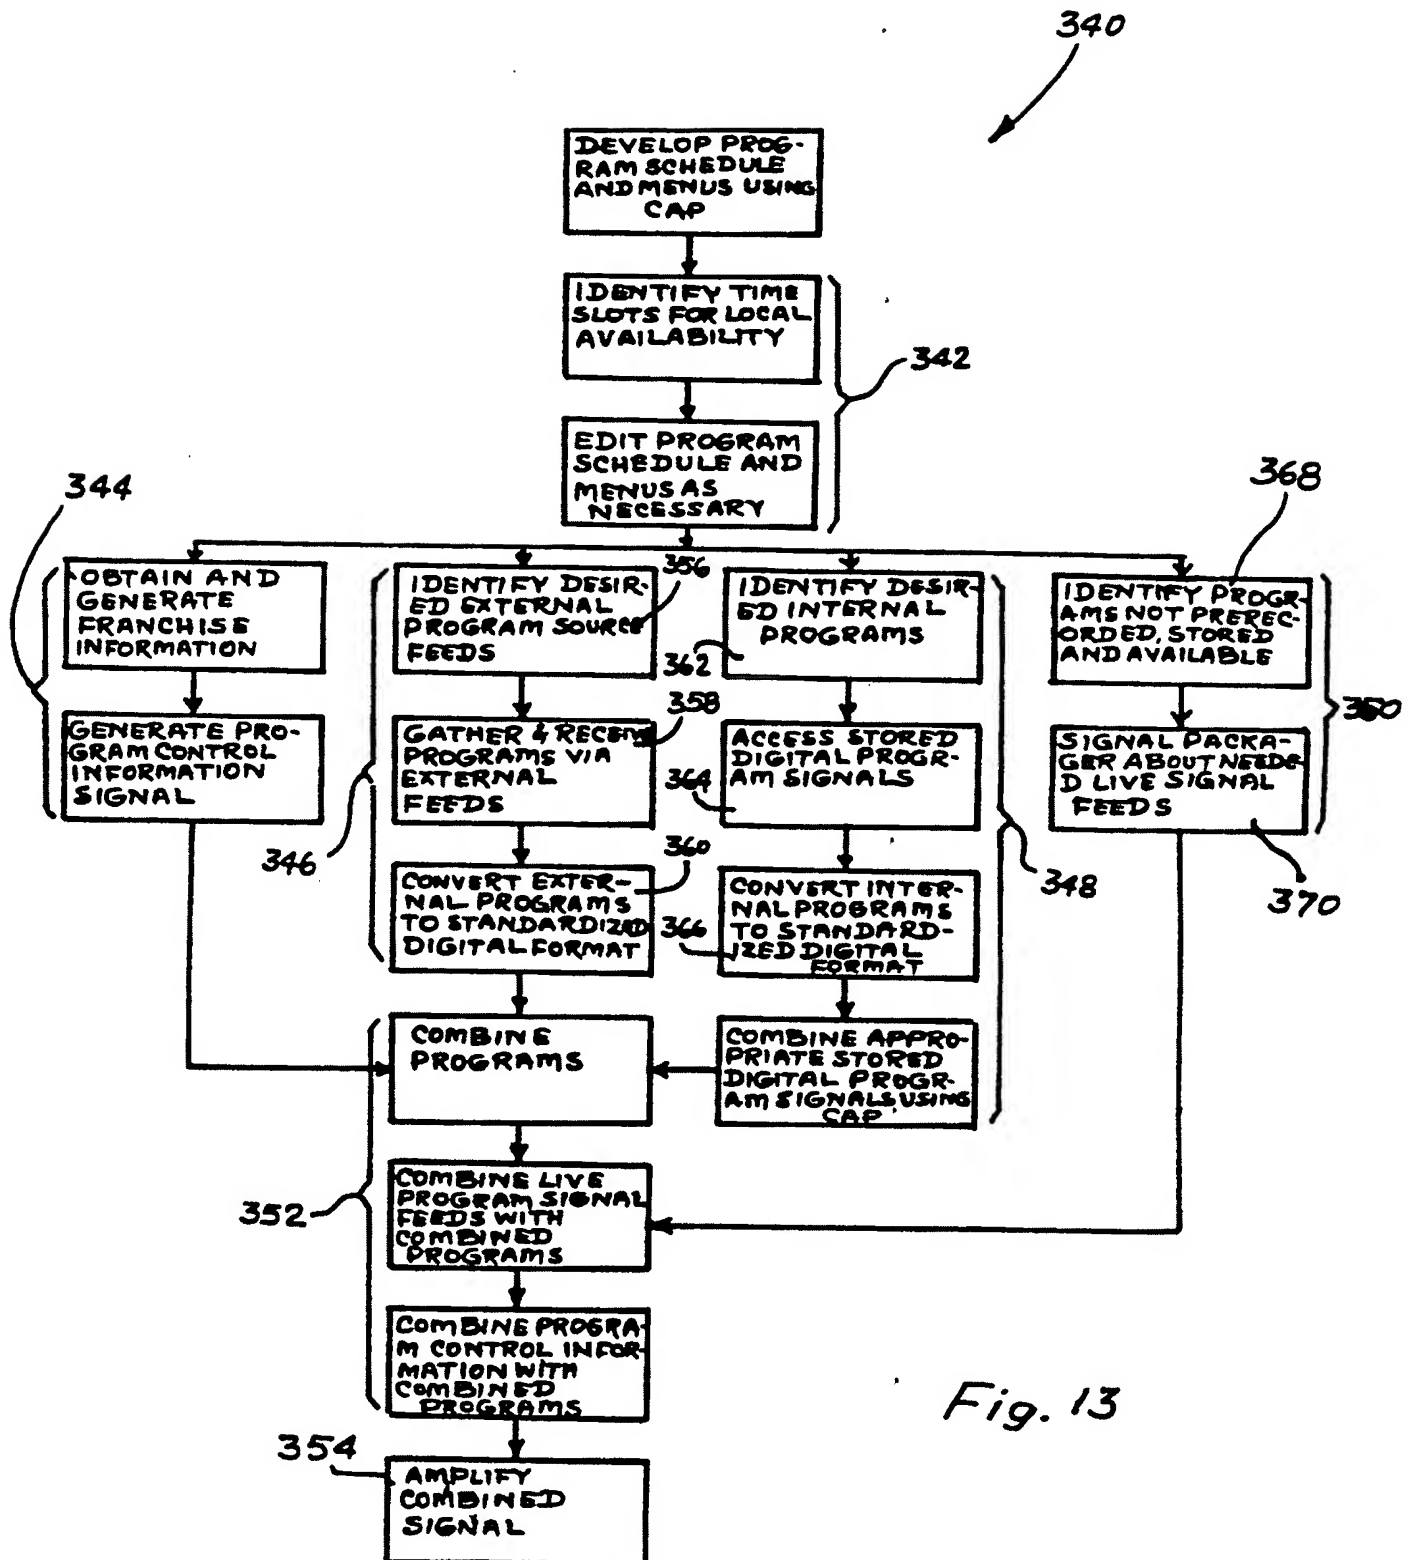 340
DEVELOP PROG-
RAM SCHEDULE
AND MENUS USING
CAP
IDENTIFY TIME
SLOTS FOR LOCAL
AVAILABILITY
342
EDIT PROGRAM
SCHEDULE AND
MENUS AS
NECESSARY
344
OBTAIN AND
GENERATE
FRANCHISE
INFORMATION
GENERATE PRO-
GRAM CONTROL
INFORMATION
SIGNAL
346
IDENTIFY DESIR-
ED EXTERNAL
PROGRAM SOURCE
FEEDS
356
GATHER & RECEIVE
PROGRAMS VIA
EXTERNAL
FEEDS
358
CONVERT EXTER-
NAL PROGRAMS
TO STANDARDIZED
DIGITAL FORMAT
360
IDENTIFY DESIR-
ED INTERNAL
PROGRAMS
362
ACCESS STORED
DIGITAL PROGR-
AM SIGNALS
364
CONVERT INTER-
NAL PROGRAMS
TO STANDARD-
IZED DIGITAL
FORMAT
366
COMBINE APPRO-
PRIATE STORED
DIGITAL PROGR-
AM SIGNALS USING
CAP
348
368
IDENTIFY PROGR-
AMS NOT PREREC-
ORDED, STORED
AND AVAILABLE
SIGNAL PACKA-
GER ABOUT NEEDE-
D LIVE SIGNAL
FEEDS
350
370
COMBINE
PROGRAMS
COMBINE LIVE
PROGRAM SIGNAL
FEEDS WITH
COMBINED
PROGRAMS
352
COMBINE PROGRA-
M CONTROL INFOR-
MATION WITH
COMBINED
PROGRAMS
354
AMPLIFY
COMBINED
SIGNAL
Fig. 13